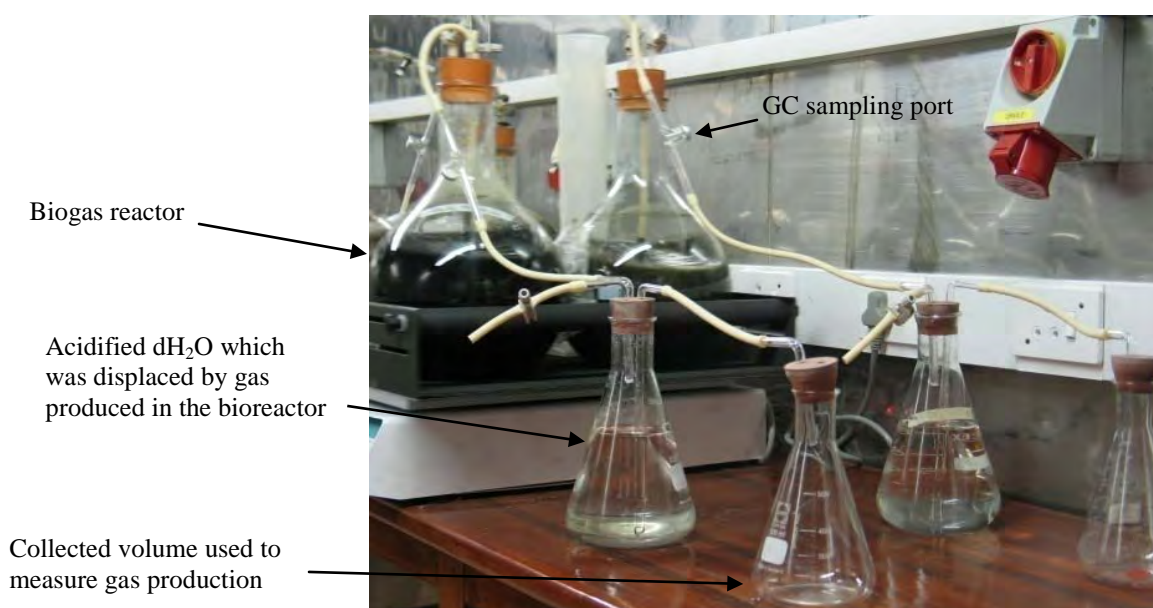 GC sampling port
Biogas reactor
Acidified dH₂O which
was displaced by gas
produced in the bioreactor
Collected volume used to
measure gas production